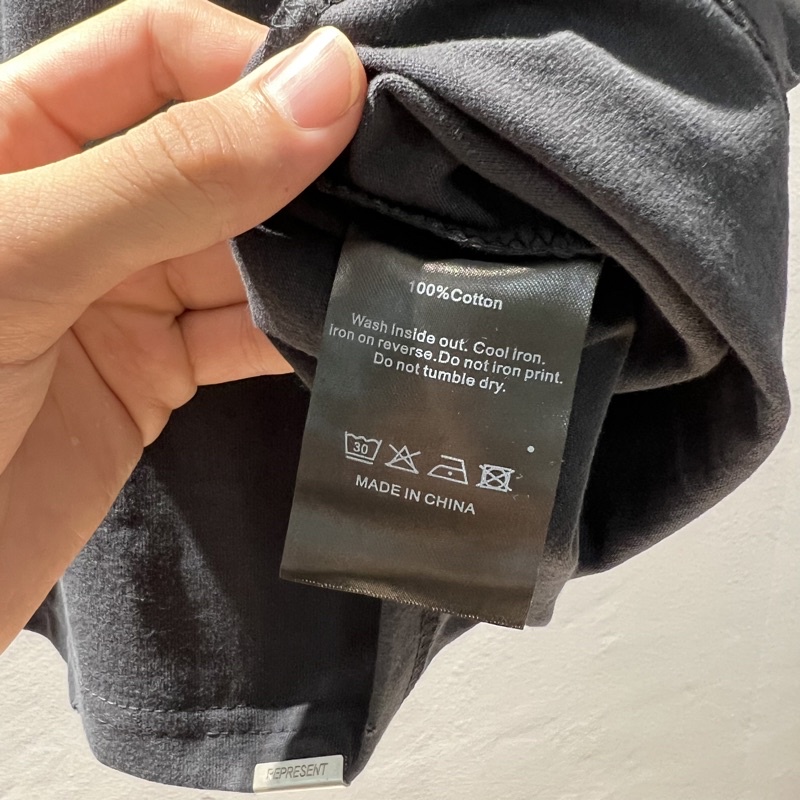 100%Cotton
Wash inside out. Cool iron.
iron on reverse.Do not iron print.
Do not tumble dry.
30
MADE IN CHINA
REPRESENT